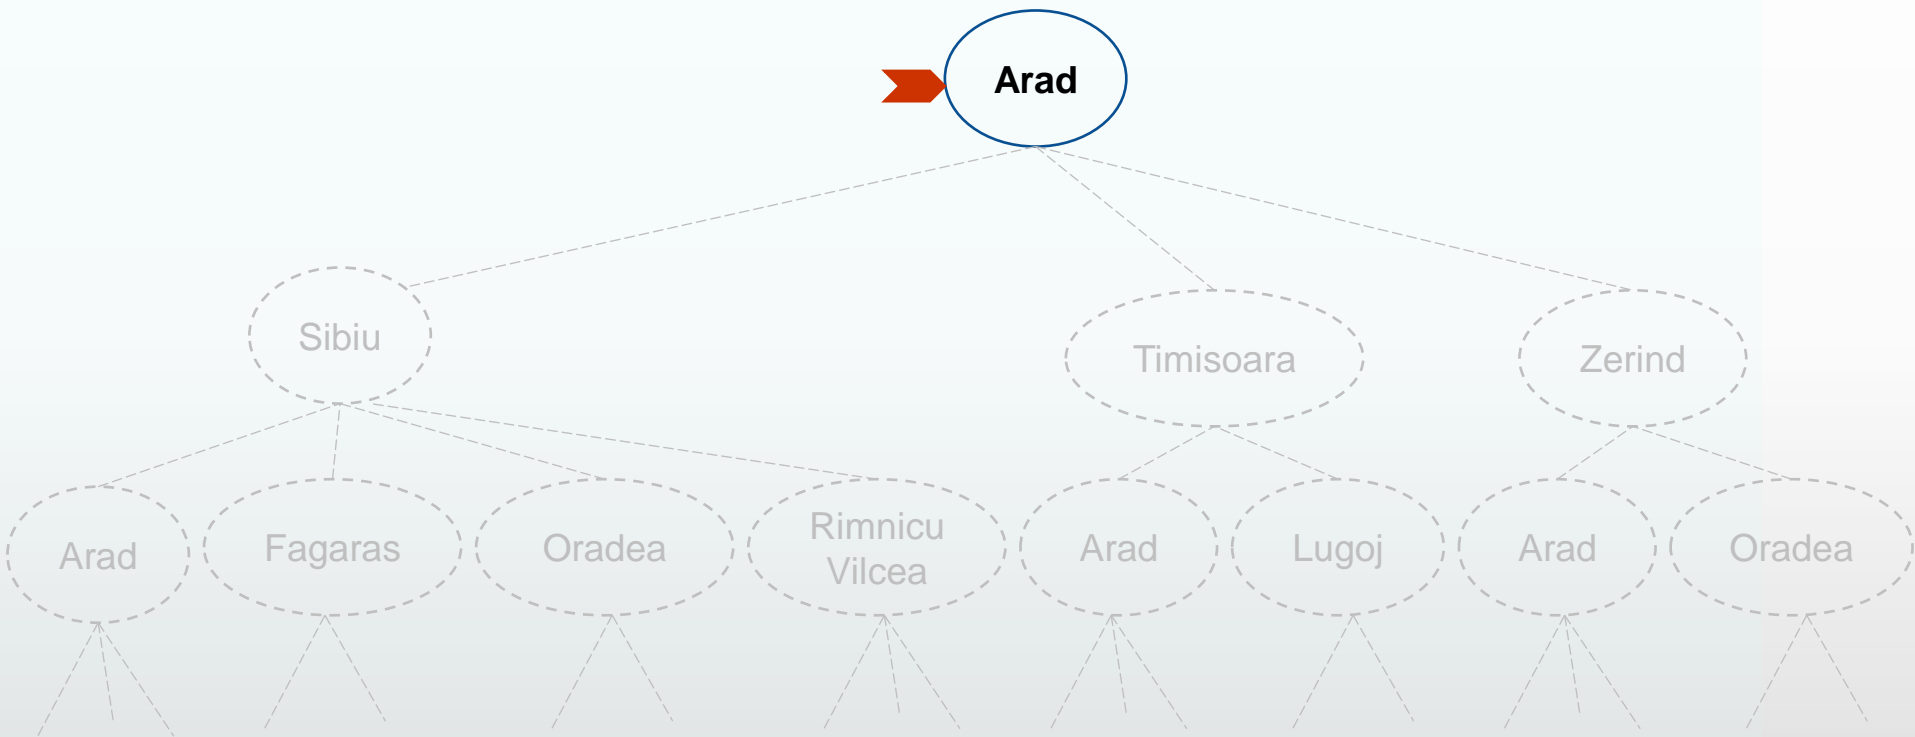 Arad
Sibiu
Timisoara
Zerind
Arad
Fagaras
Oradea
Rimnicu
Vilcea
Arad
Lugoj
Arad
Oradea